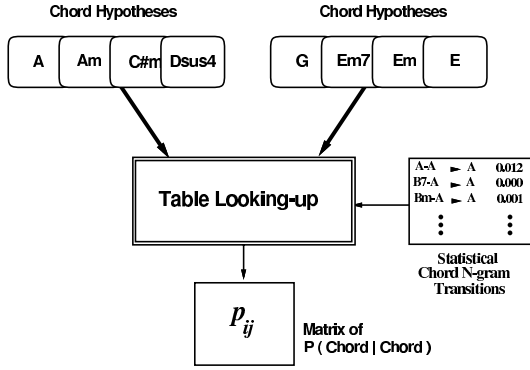 Chord Hypotheses
Chord Hypotheses
A Am C#m Dsus4
G Em7 Em E
Table Looking-up
A-A ► A 0.012
B7-A ► A 0.000
Bm-A ► A 0.001
Statistical
Chord N-gram
Transitions
pij
Matrix of
P ( Chord | Chord )